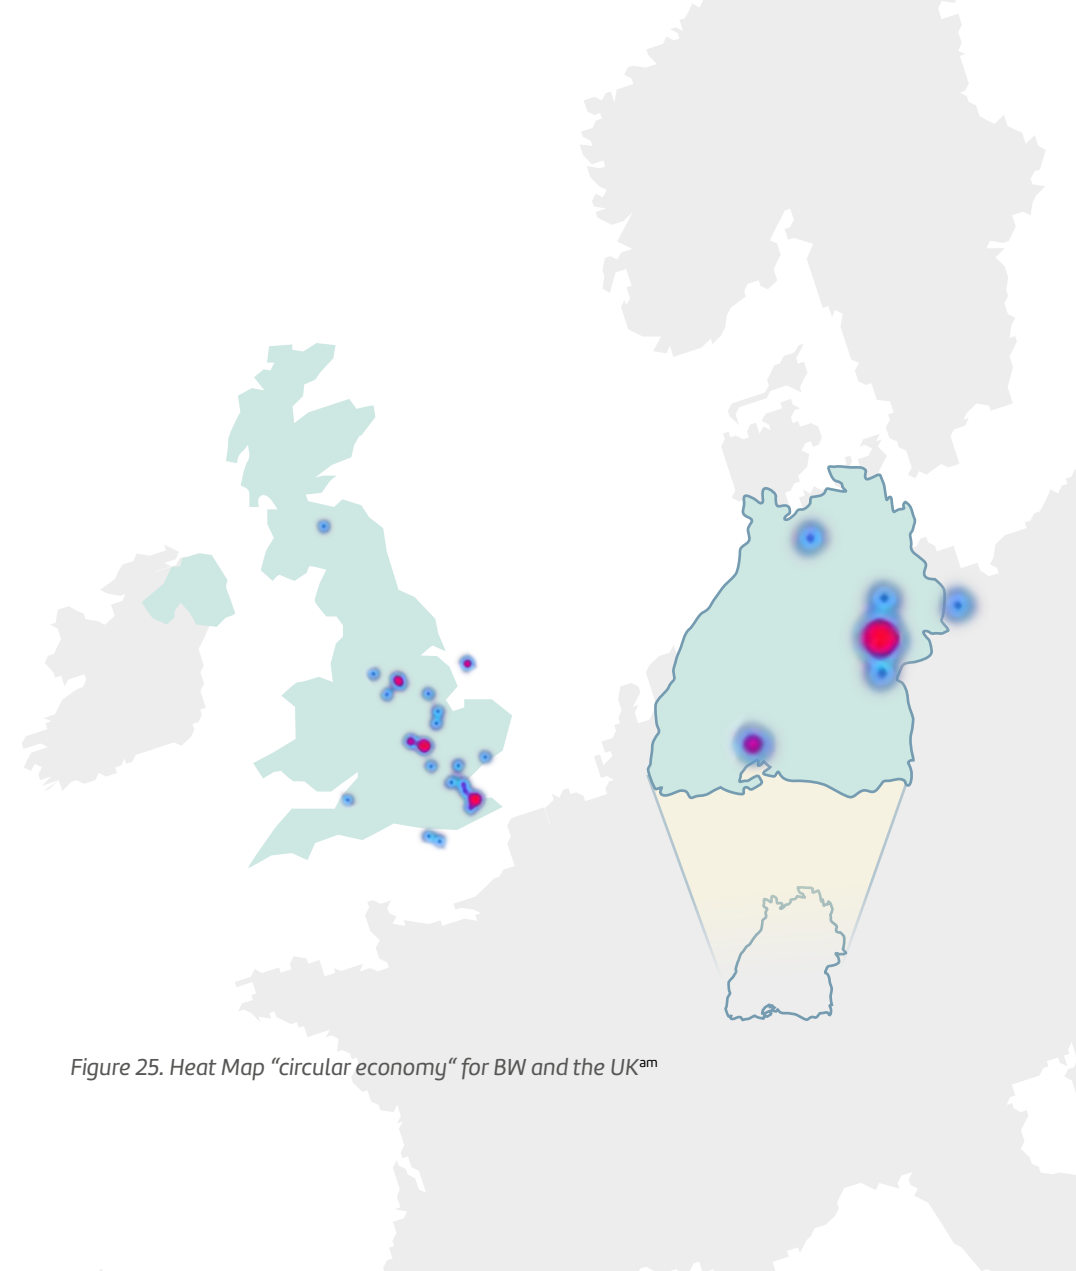 Figure 25. Heat Map “circular economy“ for BW and the UKam